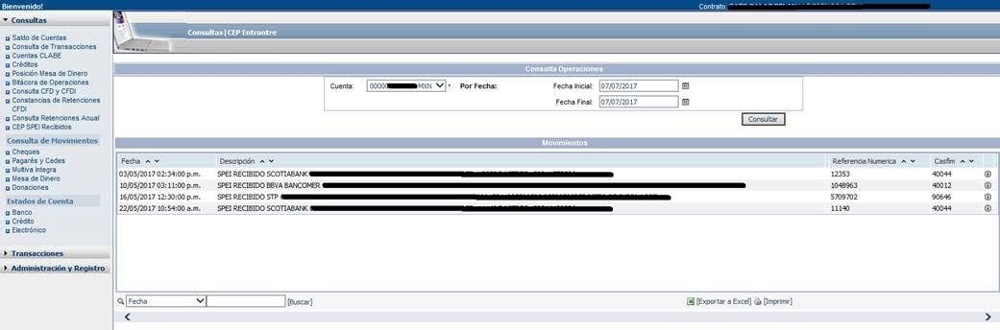 Bienvenido!
Contrato:
Consultas
Saldo de Cuentas
Consulta de Transacciones
Cuentas CLABE
Créditos
Posición Mesa de Dinero
Bitácora de Operaciones
Consulta CFD y CFDI
Constancias de Retenciones
CFDI
Consulta Retenciones Anual
CEP SPEI Recibidos
Consulta de Movimientos
Cheques
Pagarés y Cedes
Multiva Integra
Mesa de Dinero
Donaciones
Estados de Cuenta
Banco
Crédito
Electrónico
Transacciones
Administración y Registro
Consultas|CEP Entrantre
Consulta Operaciones
Cuenta: 00000 MXN * Por Fecha: Fecha Inicial: 07/07/2017
Fecha Final: 07/07/2017
Consultar
Movimientos
Fecha Descripción Referencia Numerica Casfim
03/05/2017 02:34:00 p.m. SPEI RECIBIDO SCOTIABANK 12353 40044
10/05/2017 03:11:00 p.m. SPEI RECIBIDO BBVA BANCOMER 1048963 40012
16/05/2017 12:30:00 p.m. SPEI RECIBIDO STP 5709702 90646
22/05/2017 10:54:00 a.m. SPEI RECIBIDO SCOTIABANK 11140 40044
Fecha [Buscar] [Exportar a Excel] [Imprimir]